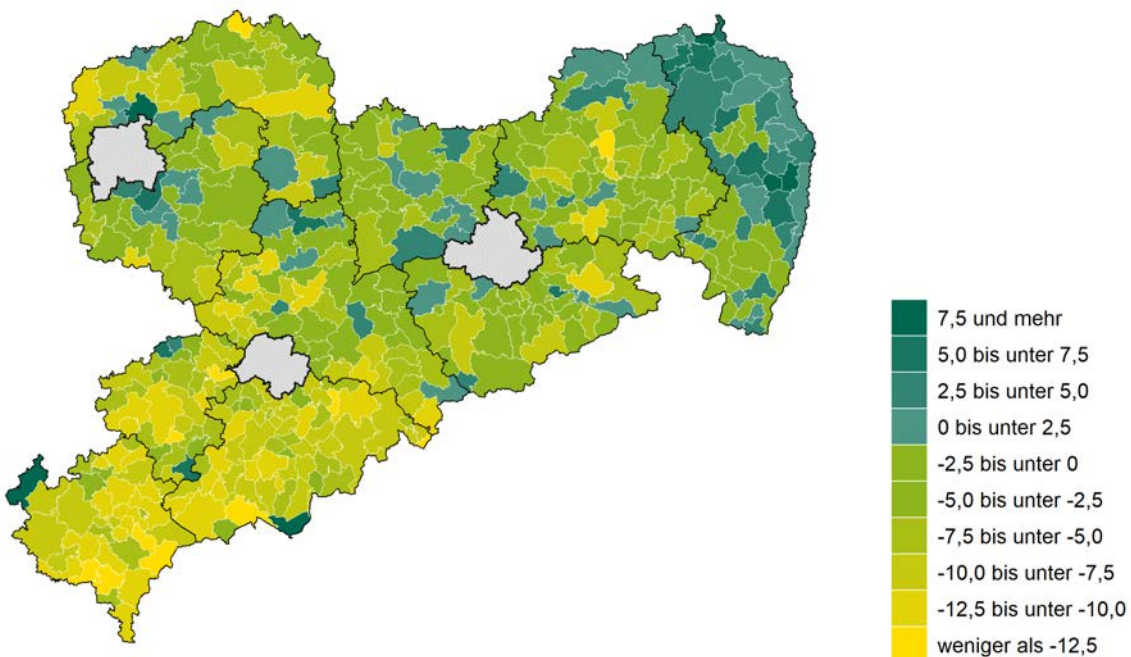 7,5 und mehr
5,0 bis unter 7,5
2,5 bis unter 5,0
0 bis unter 2,5
-2,5 bis unter 0
-5,0 bis unter -2,5
-7,5 bis unter -5,0
-10,0 bis unter -7,5
-12,5 bis unter -10,0
weniger als -12,5